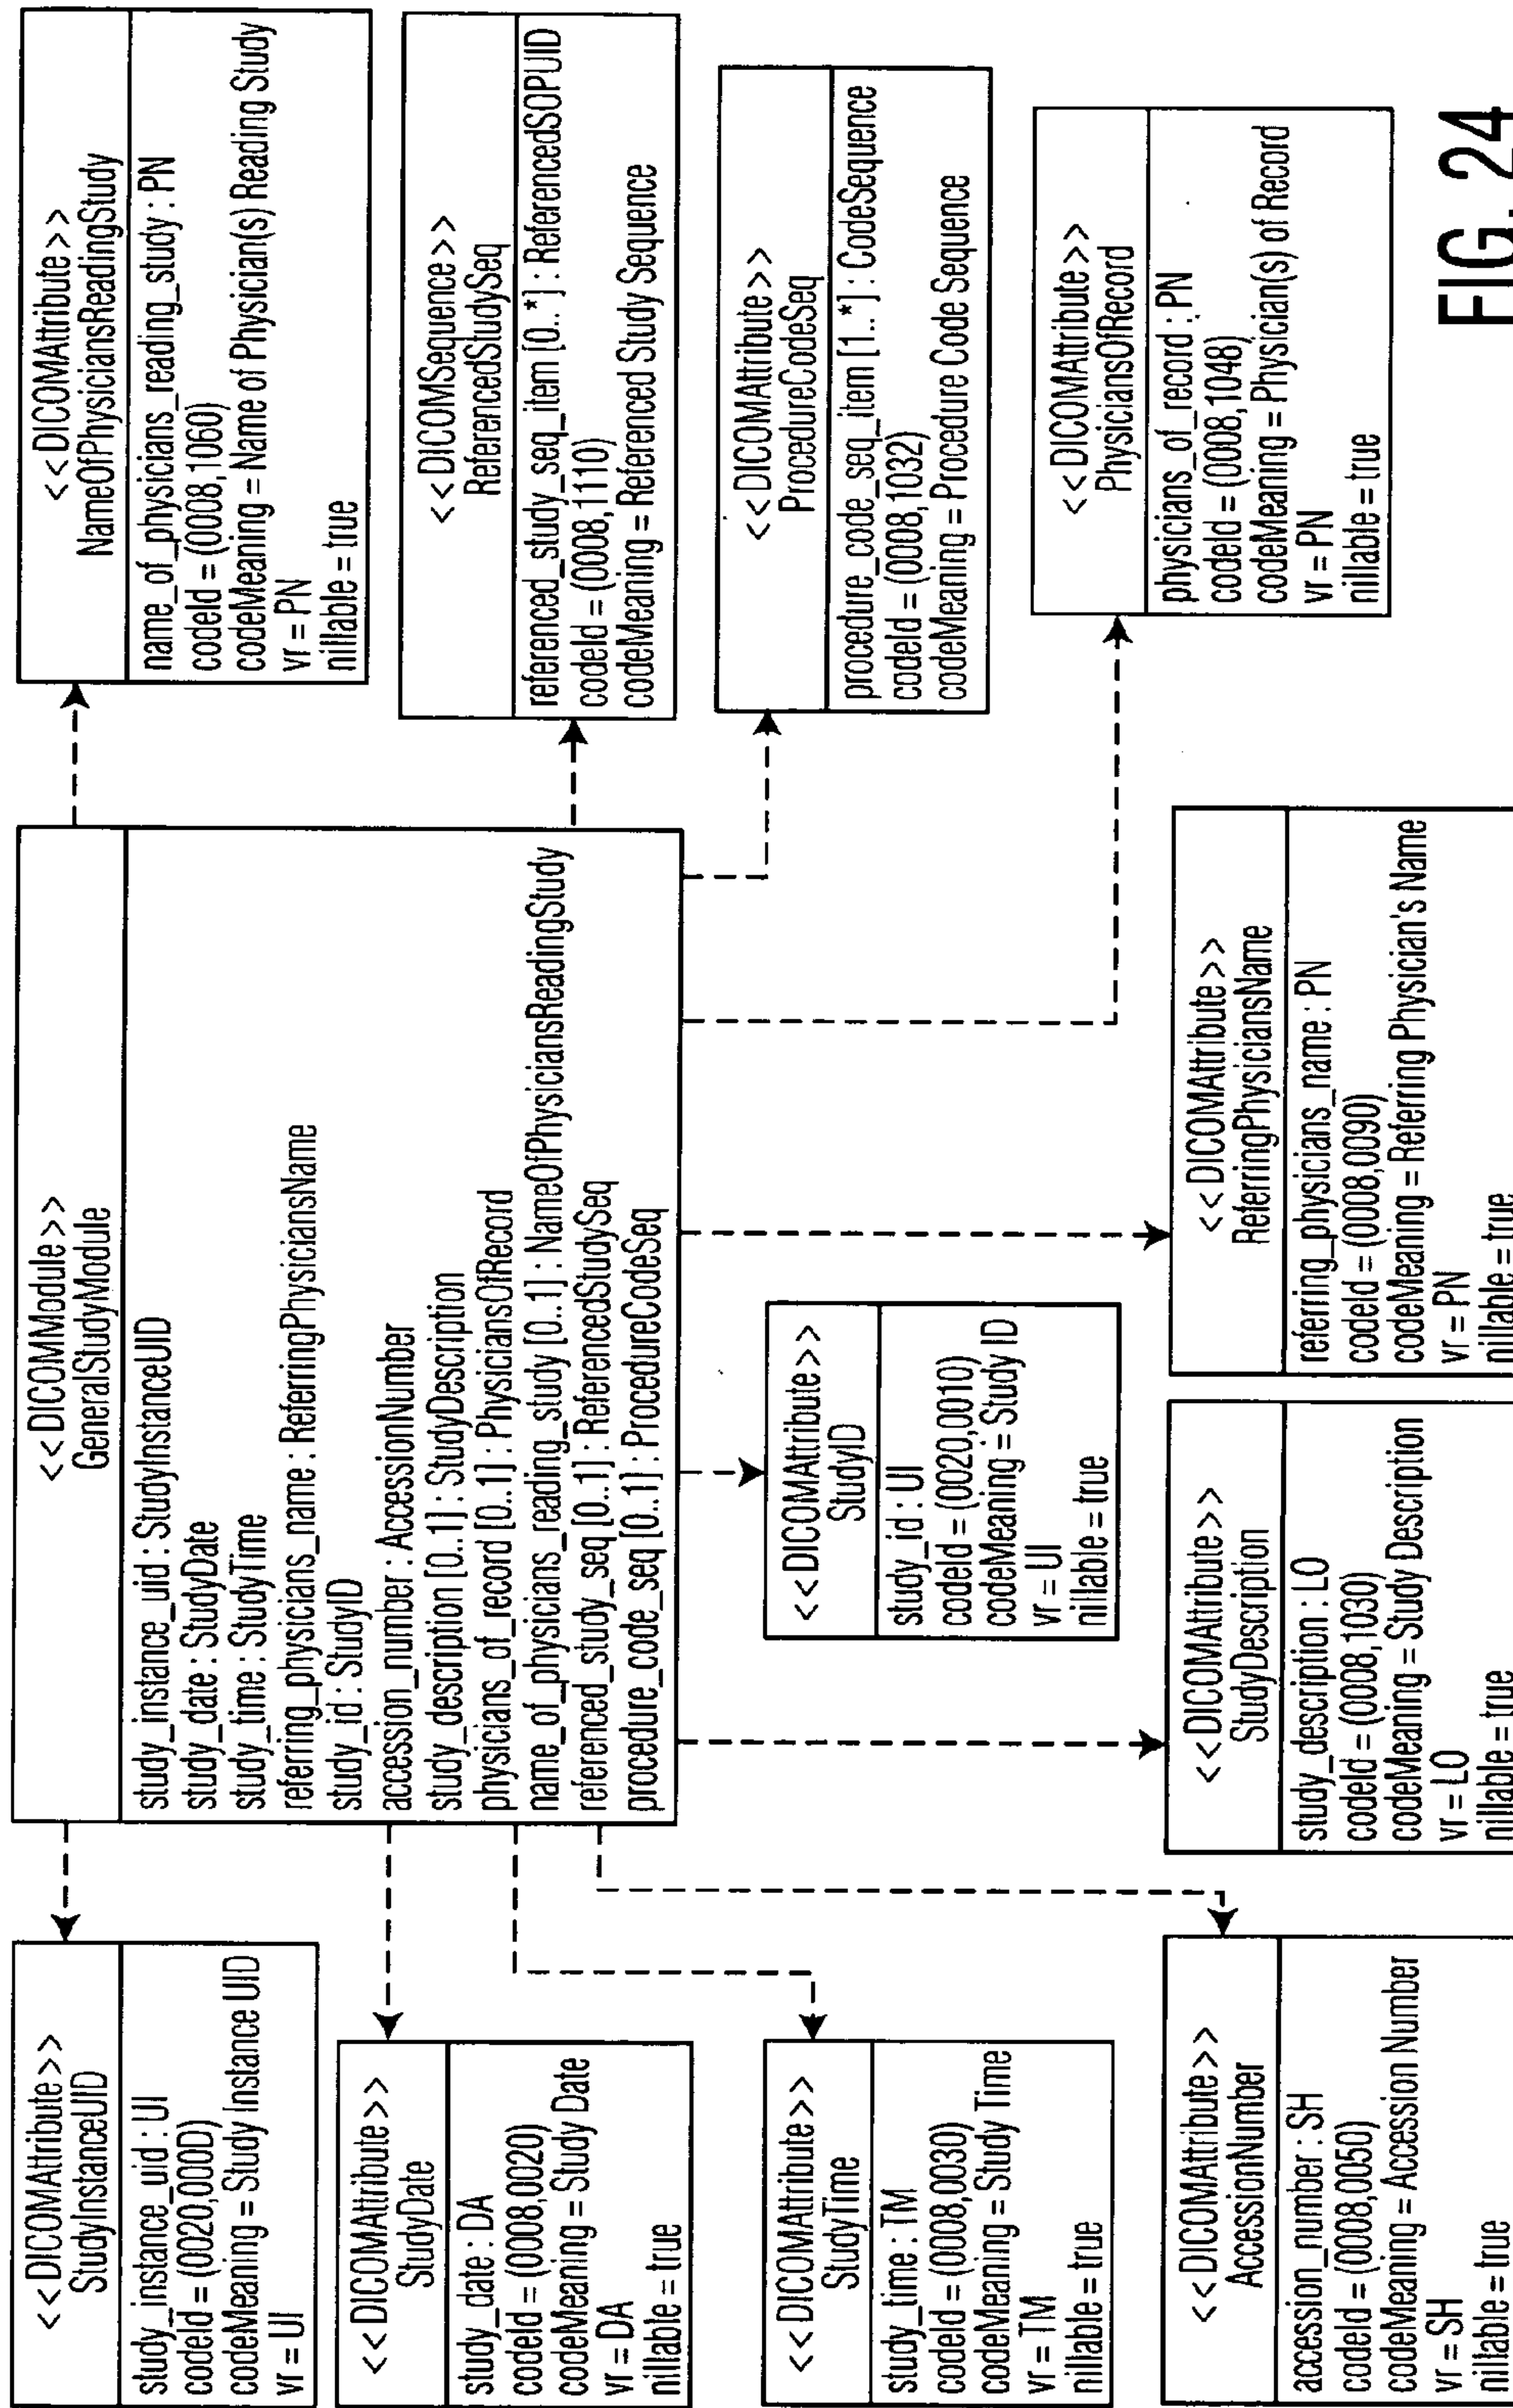 <<DICOMModule>>
GeneralStudyModule
study_instance_uid : StudyInstanceUID
study_date : StudyDate
study_time : StudyTime
referring_physicians_name : ReferringPhysiciansName
study_id : StudyID
accession_number : AccessionNumber
study_description [0..1] : StudyDescription
physicians_of_record [0..1] : PhysiciansOfRecord
name_of_physicians_reading_study [0..1] : NameOfPhysiciansReadingStudy
referenced_study_seq [0..1] : ReferencedStudySeq
procedure_code_seq [0..1] : ProcedureCodeSeq
<<DICOMAttribute>>
StudyInstanceUID
study_instance_uid : UI
codeId = (0020,000D)
codeMeaning = Study Instance UID
vr = UI
<<DICOMAttribute>>
StudyDate
study_date : DA
codeId = (0008,0020)
codeMeaning = Study Date
vr = DA
nillable = true
<<DICOMAttribute>>
StudyTime
study_time : TM
codeId = (0008,0030)
codeMeaning = Study Time
vr = TM
nillable = true
<<DICOMAttribute>>
AccessionNumber
accession_number : SH
codeId = (0008,0050)
codeMeaning = Accession Number
vr = SH
nillable = true
<<DICOMAttribute>>
StudyDescription
study_description : LO
codeId = (0008,1030)
codeMeaning = Study Description
vr = LO
nillable = true
<<DICOMAttribute>>
StudyID
study_id : UI
codeId = (0020,0010)
codeMeaning = Study ID
vr = UI
nillable = true
<<DICOMAttribute>>
ReferringPhysiciansName
referring_physicians_name : PN
codeId = (0008,0090)
codeMeaning = Referring Physician's Name
vr = PN
nillable = true
<<DICOMAttribute>>
NameOfPhysiciansReadingStudy
name_of_physicians_reading_study : PN
codeId = (0008,1060)
codeMeaning = Name of Physician(s) Reading Study
vr = PN
nillable = true
<<DICOMSequence>>
ReferencedStudySeq
referenced_study_seq_item [0..*] : ReferencedSOPUID
codeId = (0008,1110)
codeMeaning = Referenced Study Sequence
<<DICOMAttribute>>
ProcedureCodeSeq
procedure_code_seq_item [1..*] : CodeSequence
codeId = (0008,1032)
codeMeaning = Procedure Code Sequence
<<DICOMAttribute>>
PhysiciansOfRecord
physicians_of_record : PN
codeId = (0008,1048)
codeMeaning = Physician(s) of Record
vr = PN
nillable = true
FIG. 24